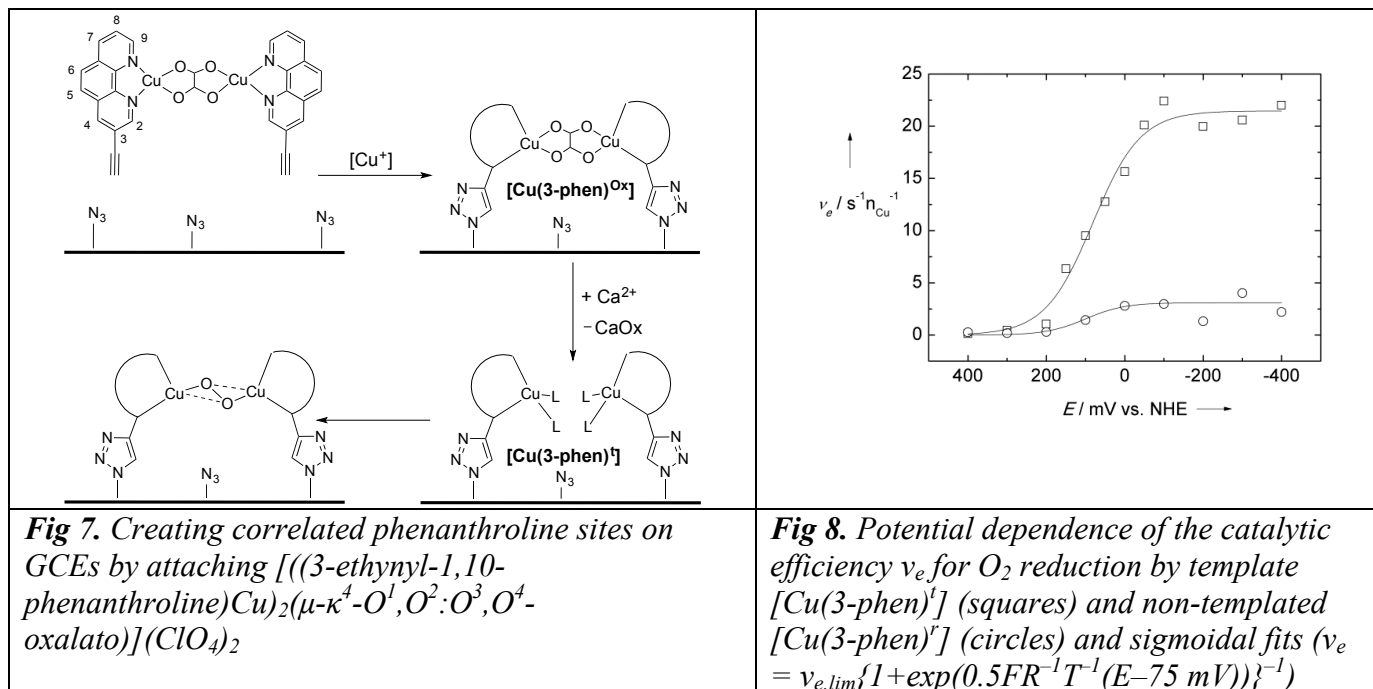 8
7
9
6
5
4
3
2
N
N
Cu
O
O
O
O
Cu
N
N
[Cu⁺]
N₃
N₃
N₃
Cu
O
O
O
O
Cu
[Cu(3-phen)ᴼˣ]
N
N
N
N
N
N
N₃
+ Ca²⁺
−CaOx
Cu
O
O
Cu
N
N
N
N
N
N
N₃
Cu
L
L
L
L
Cu
[Cu(3-phen)ᵗ]
N
N
N
N
N
N
N₃
Fig 7. Creating correlated phenanthroline sites on
GCEs by attaching [((3-ethynyl-1,10-
phenanthroline)Cu)₂(μ-κ⁴-O¹,O²:O³,O⁴-
oxalato)](ClO₄)₂
25
20
15
10
5
0
νₑ / s⁻¹n_Cu⁻¹
400
200
0
-200
-400
E / mV vs. NHE
Fig 8. Potential dependence of the catalytic
efficiency νₑ for O₂ reduction by template
[Cu(3-phen)ᵗ] (squares) and non-templated
[Cu(3-phen)ʳ] (circles) and sigmoidal fits (νₑ
= νₑ,lim{1+exp(0.5FR⁻¹T⁻¹(E–75 mV))}⁻¹)